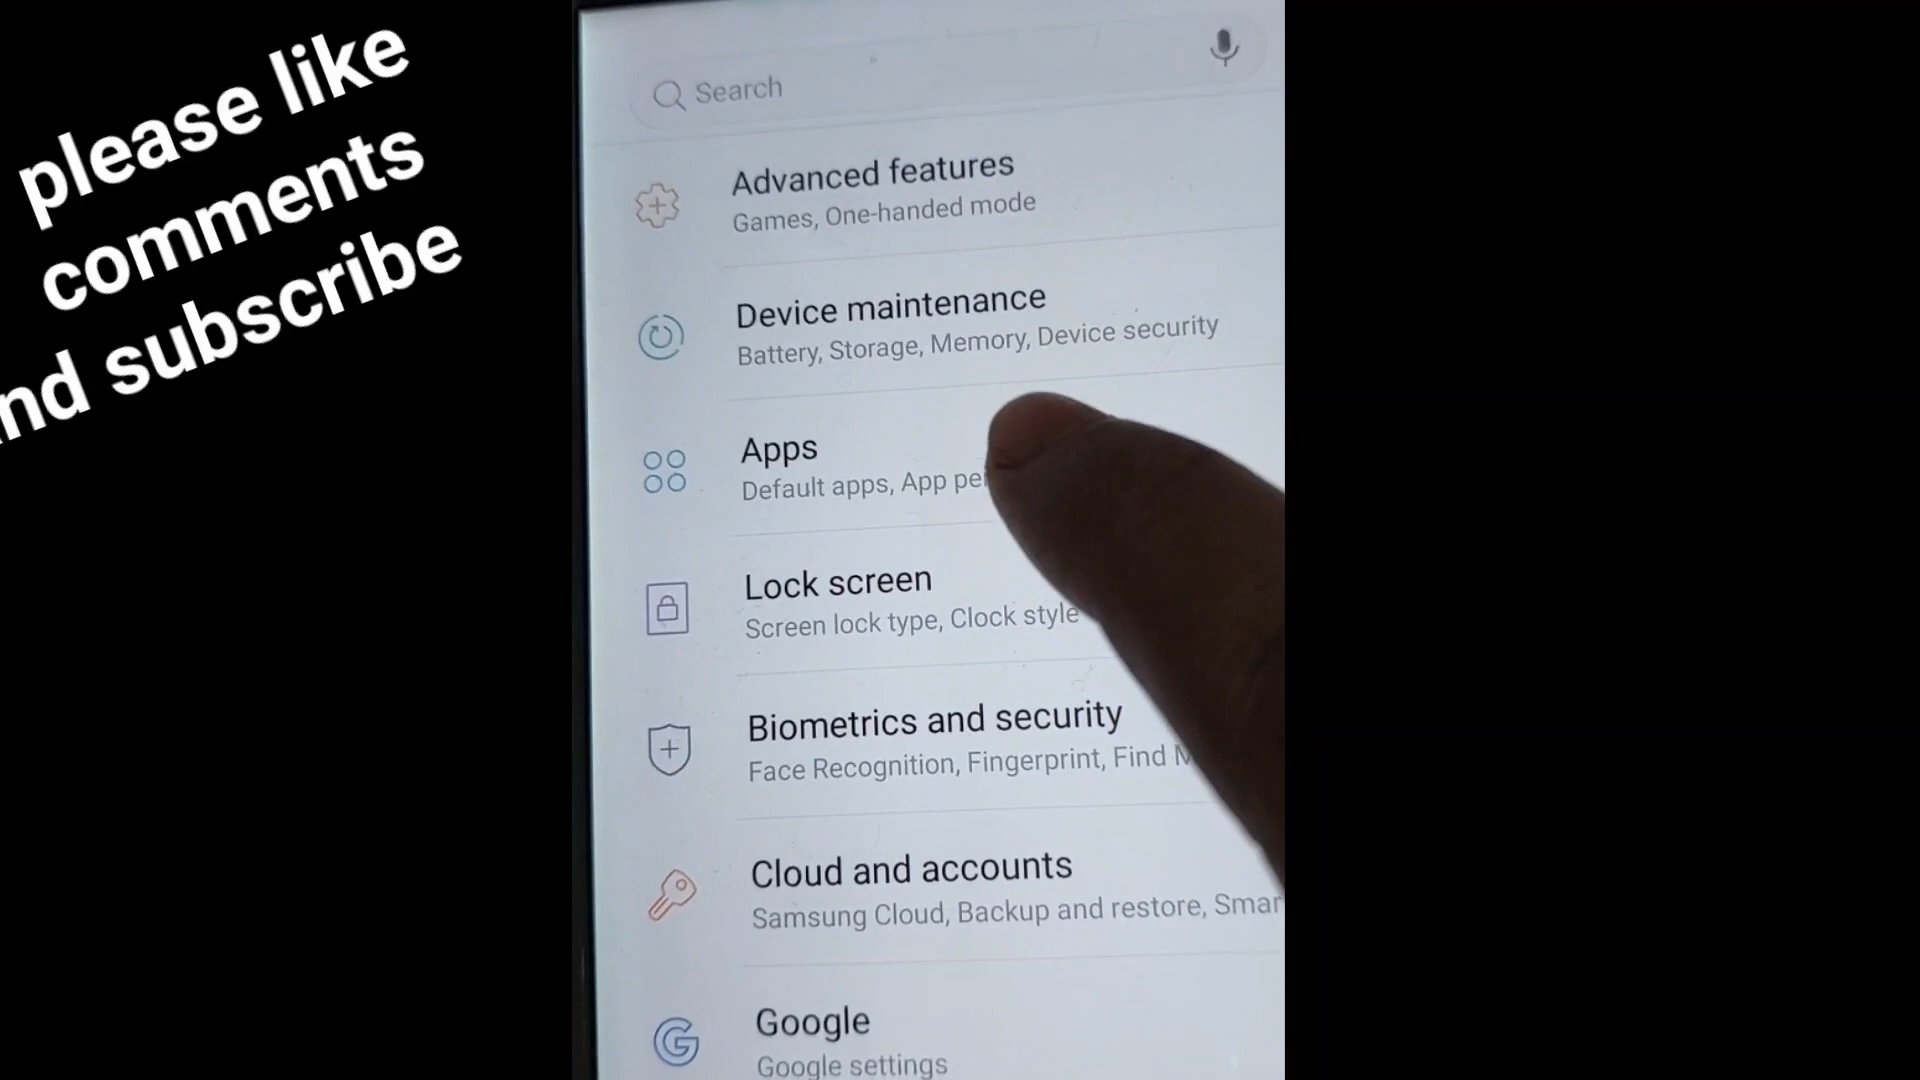 please like
comments
nd subscribe
Search
Advanced features
Games, One-handed mode
Device maintenance
Battery, Storage, Memory, Device security
Apps
Default apps, App pe
Lock screen
Screen lock type, Clock style
Biometrics and security
Face Recognition, Fingerprint, Find
Cloud and accounts
Samsung Cloud, Backup and restore, Smar
Google
Google settings